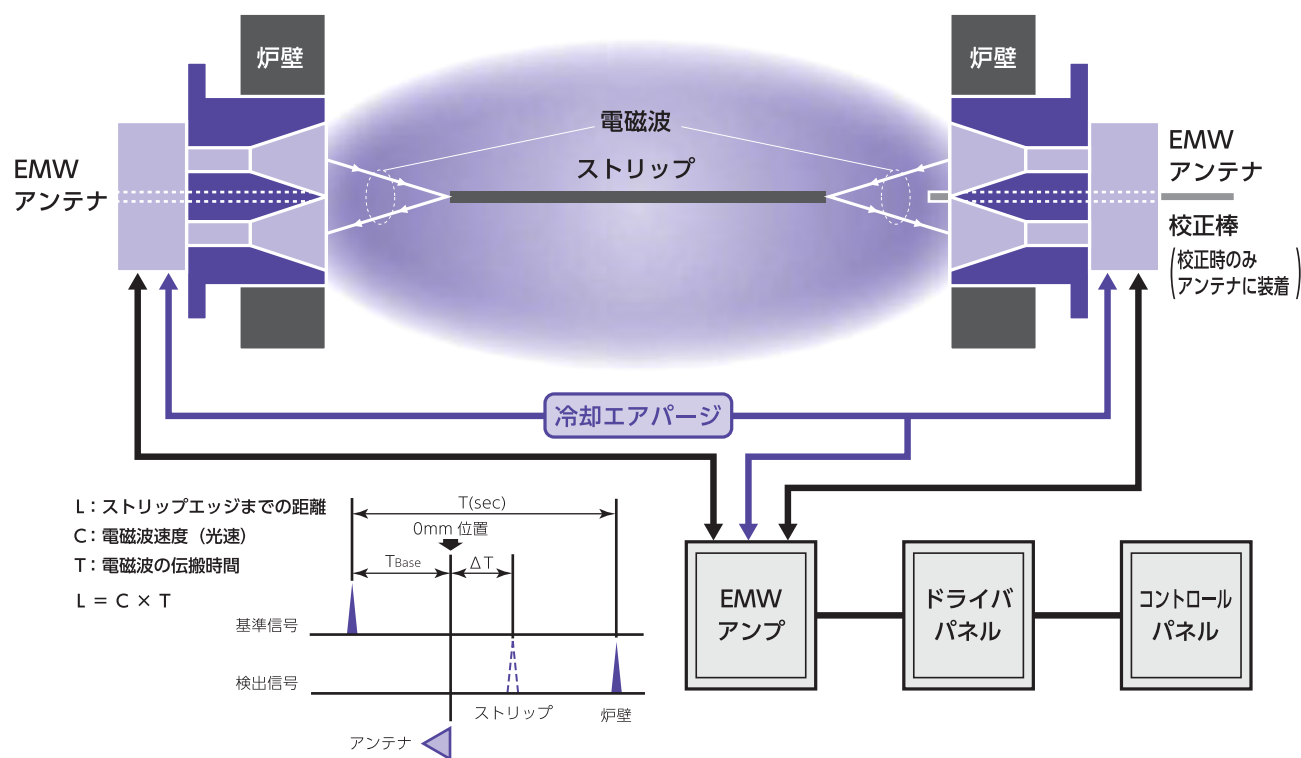 炉壁
炉壁
電磁波
ストリップ
EMW
アンテナ
EMW
アンテナ
校正棒
(校正時のみ
アンテナに装着)
冷却エアパージ
L：ストリップエッジまでの距離
C：電磁波速度（光速）
T：電磁波の伝搬時間
L = C × T
T(sec)
0mm 位置
TBase
ΔT
基準信号
検出信号
ストリップ
炉壁
アンテナ
EMW
アンプ
ドライバ
パネル
コントロール
パネル